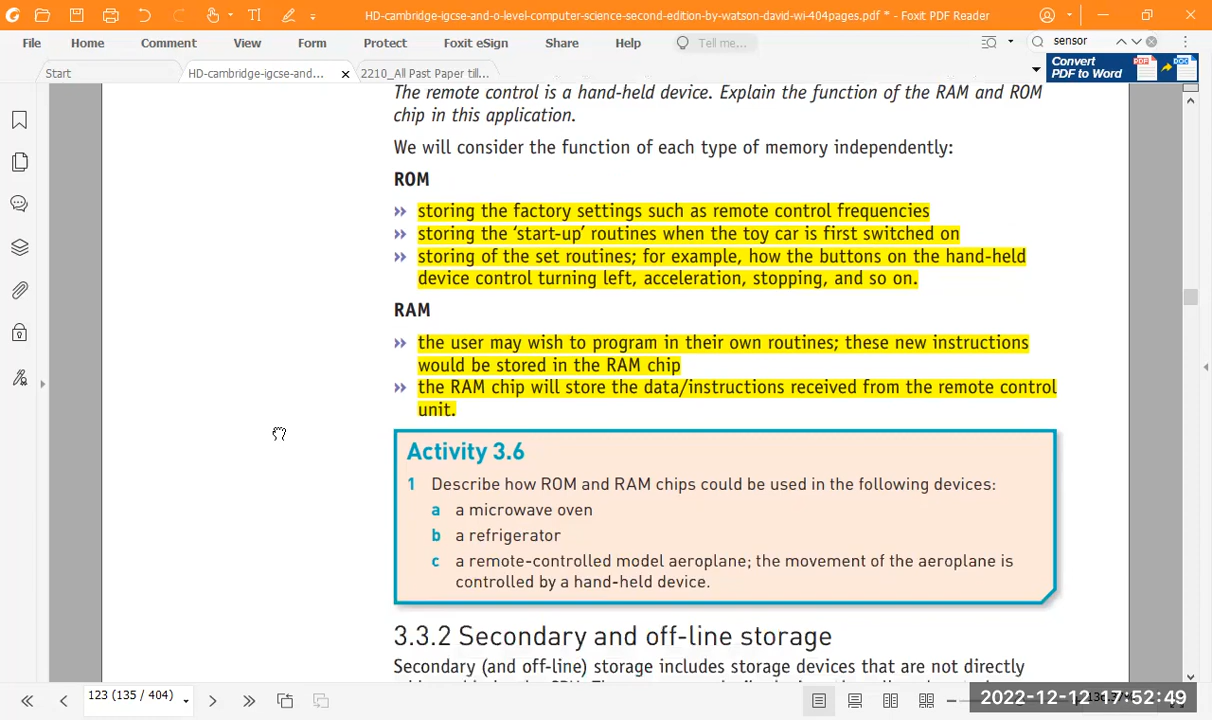 HD-cambridge-igcse-and-o-level-computer-science-second-edition-by-watson-david-wi-404pages.pdf * - Foxit PDF Reader
File Home Comment View Form Protect Foxit eSign Share Help Tell me... sensor
Start HD-cambridge-igcse-and... 2210_All Past Paper till... Convert
PDF to Word
The remote control is a hand-held device. Explain the function of the RAM and ROM
chip in this application.
We will consider the function of each type of memory independently:
ROM
» storing the factory settings such as remote control frequencies
» storing the ‘start-up’ routines when the toy car is first switched on
» storing of the set routines; for example, how the buttons on the hand-held
device control turning left, acceleration, stopping, and so on.
RAM
» the user may wish to program in their own routines; these new instructions
would be stored in the RAM chip
» the RAM chip will store the data/instructions received from the remote control
unit.
Activity 3.6
1 Describe how ROM and RAM chips could be used in the following devices:
a a microwave oven
b a refrigerator
c a remote-controlled model aeroplane; the movement of the aeroplane is
controlled by a hand-held device.
3.3.2 Secondary and off-line storage
Secondary (and off-line) storage includes storage devices that are not directly
123 (135 / 404) 2022-12-12 17:52:49